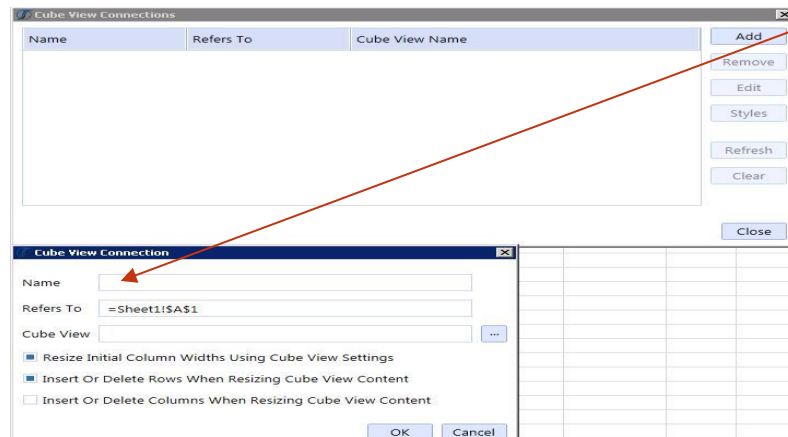 Cube View Connections
Name Refers To Cube View Name
Add
Remove
Edit
Styles
Refresh
Clear
Close
Cube View Connection
Name
Refers To =Sheet1!$A$1
Cube View ...
Resize Initial Column Widths Using Cube View Settings
Insert Or Delete Rows When Resizing Cube View Content
Insert Or Delete Columns When Resizing Cube View Content
OK Cancel